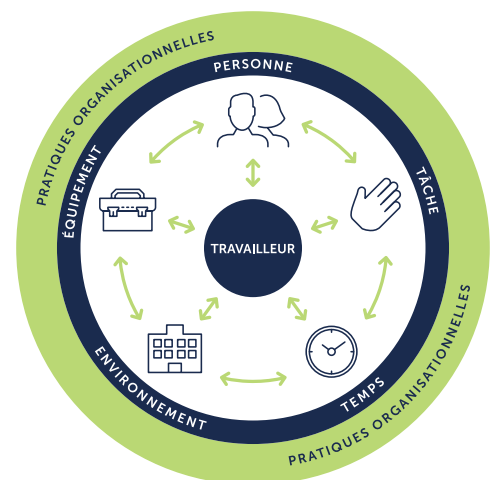 PRATIQUES ORGANISATIONNELLES
PERSONNE
ÉQUIPEMENT
TÂCHE
TRAVAILLEUR
ENVIRONNEMENT
TEMPS
PRATIQUES ORGANISATIONNELLES